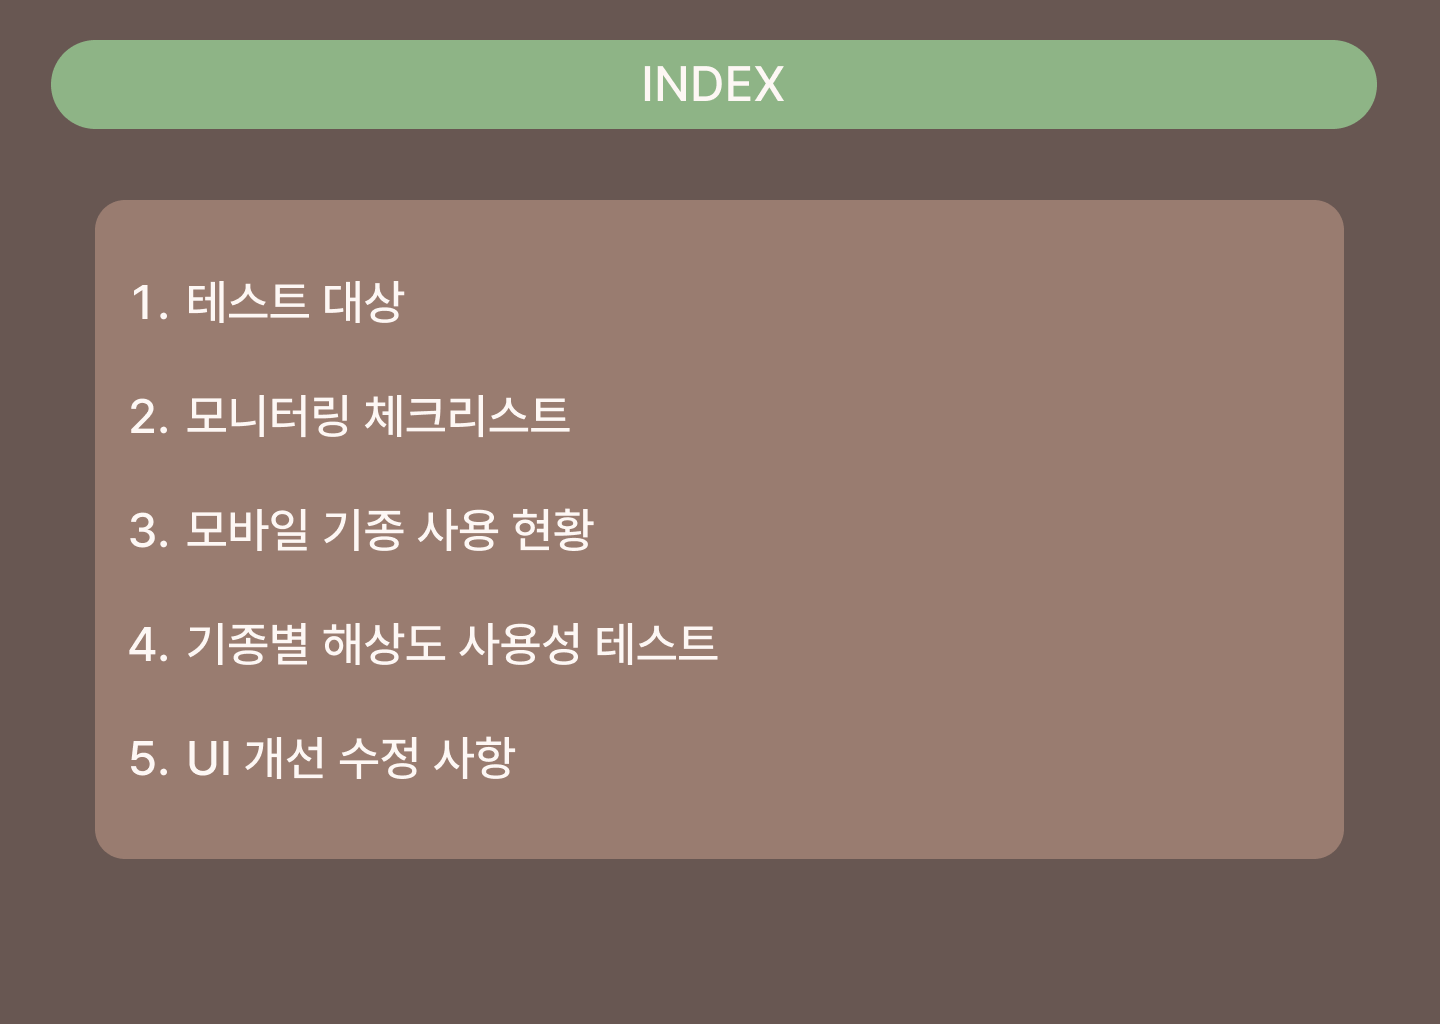 INDEX
1. 테스트 대상
2. 모니터링 체크리스트
3. 모바일 기종 사용 현황
4. 기종별 해상도 사용성 테스트
5. UI 개선 수정 사항